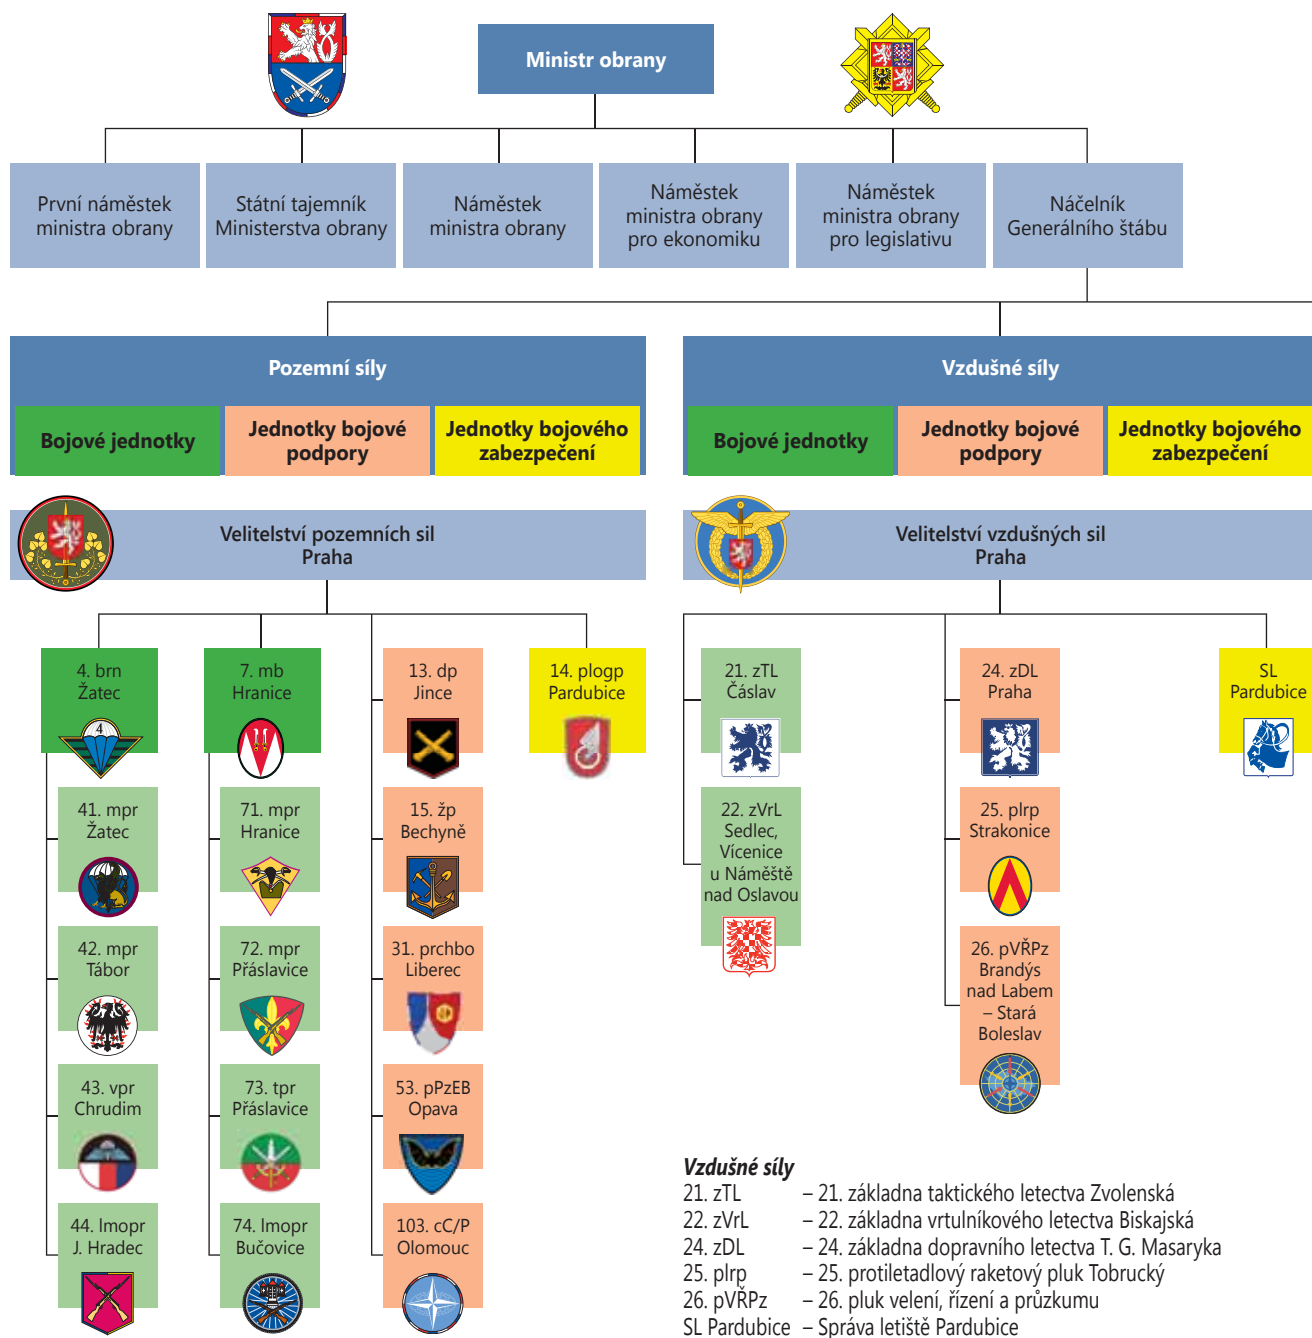 Ministr obrany
První náměstek
ministra obrany
Státní tajemník
Ministerstva obrany
Náměstek
ministra obrany
Náměstek
ministra obrany
pro ekonomiku
Náměstek
ministra obrany
pro legislativu
Náčelník
Generálního štábu
Pozemní síly
Bojové jednotky
Jednotky bojové
podpory
Jednotky bojového
zabezpečení
Velitelství pozemních sil
Praha
4. brn
Žatec
4
41. mpr
Žatec
42. mpr
Tábor
43. vpr
Chrudim
44. lmopr
J. Hradec
7. mb
Hranice
71. mpr
Hranice
72. mpr
Přáslavice
73. tpr
Přáslavice
74. lmopr
Bučovice
13. dp
Jince
15. žp
Bechyně
31. prchbo
Liberec
53. pPzEB
Opava
103. cC/P
Olomouc
14. plogp
Pardubice
Vzdušné síly
Bojové jednotky
Jednotky bojové
podpory
Jednotky bojového
zabezpečení
Velitelství vzdušných sil
Praha
21. zTL
Čáslav
22. zVrL
Sedlec,
Vícenice
u Náměště
nad Oslavou
24. zDL
Praha
25. plrp
Strakonice
26. pVŘPz
Brandýs
nad Labem
– Stará
Boleslav
SL
Pardubice
Vzdušné síly
21. zTL – 21. základna taktického letectva Zvolenská
22. zVrL – 22. základna vrtulníkového letectva Biskajská
24. zDL – 24. základna dopravního letectva T. G. Masaryka
25. plrp – 25. protiletadlový raketový pluk Tobrucký
26. pVŘPz – 26. pluk velení, řízení a průzkumu
SL Pardubice – Správa letiště Pardubice